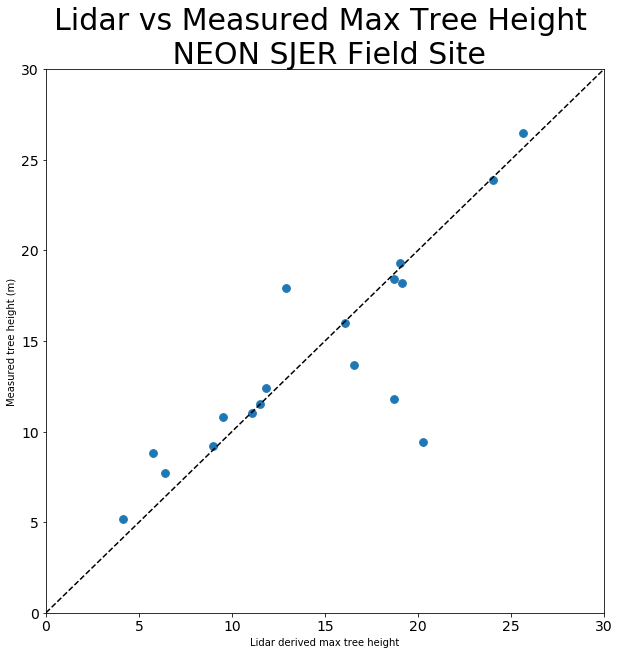 Lidar vs Measured Max Tree Height
NEON SJER Field Site
30
25
20
15
10
5
0
Measured tree height (m)
0 5 10 15 20 25 30
Lidar derived max tree height